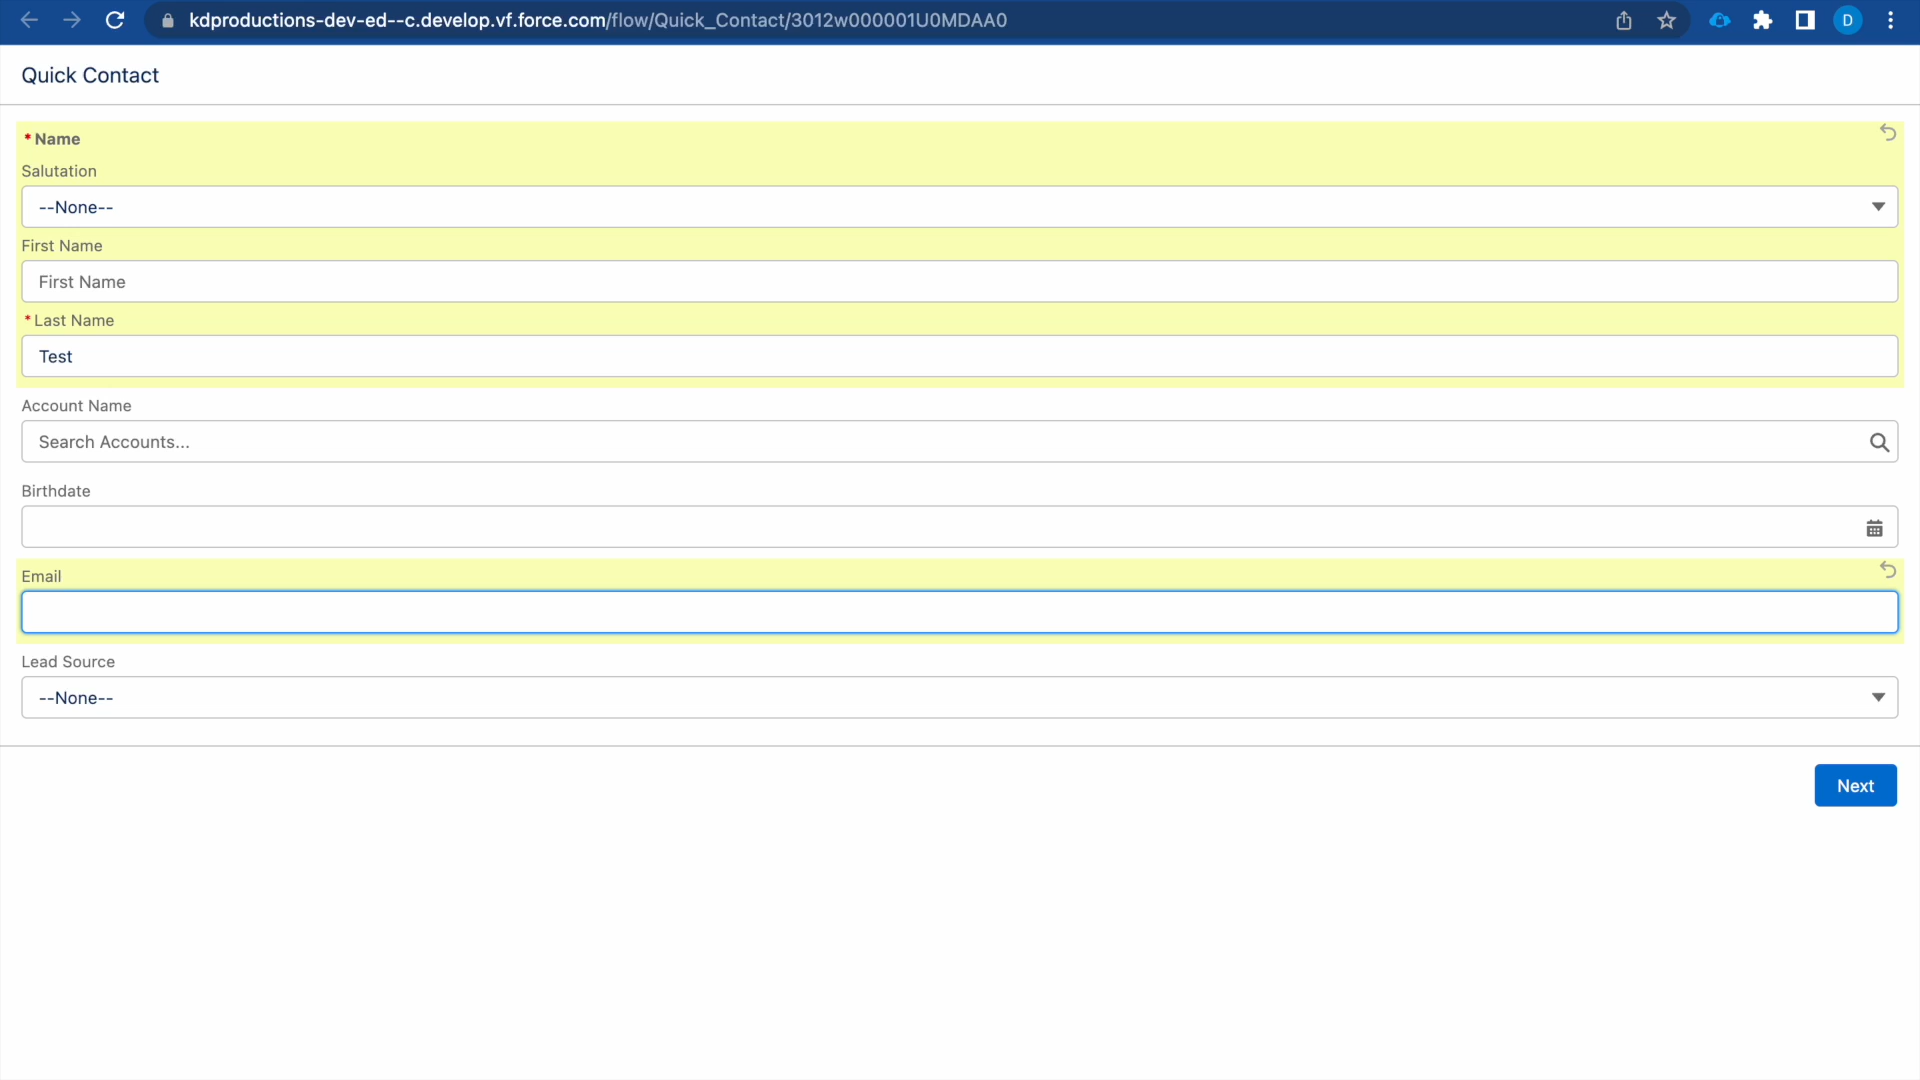 kdproductions-dev-ed--c.develop.vf.force.com/flow/Quick_Contact/3012w000001U0MDAA0
D
Quick Contact
* Name
Salutation
--None--
First Name
First Name
* Last Name
Test
Account Name
Search Accounts...
Birthdate
Email
Lead Source
--None--
Next